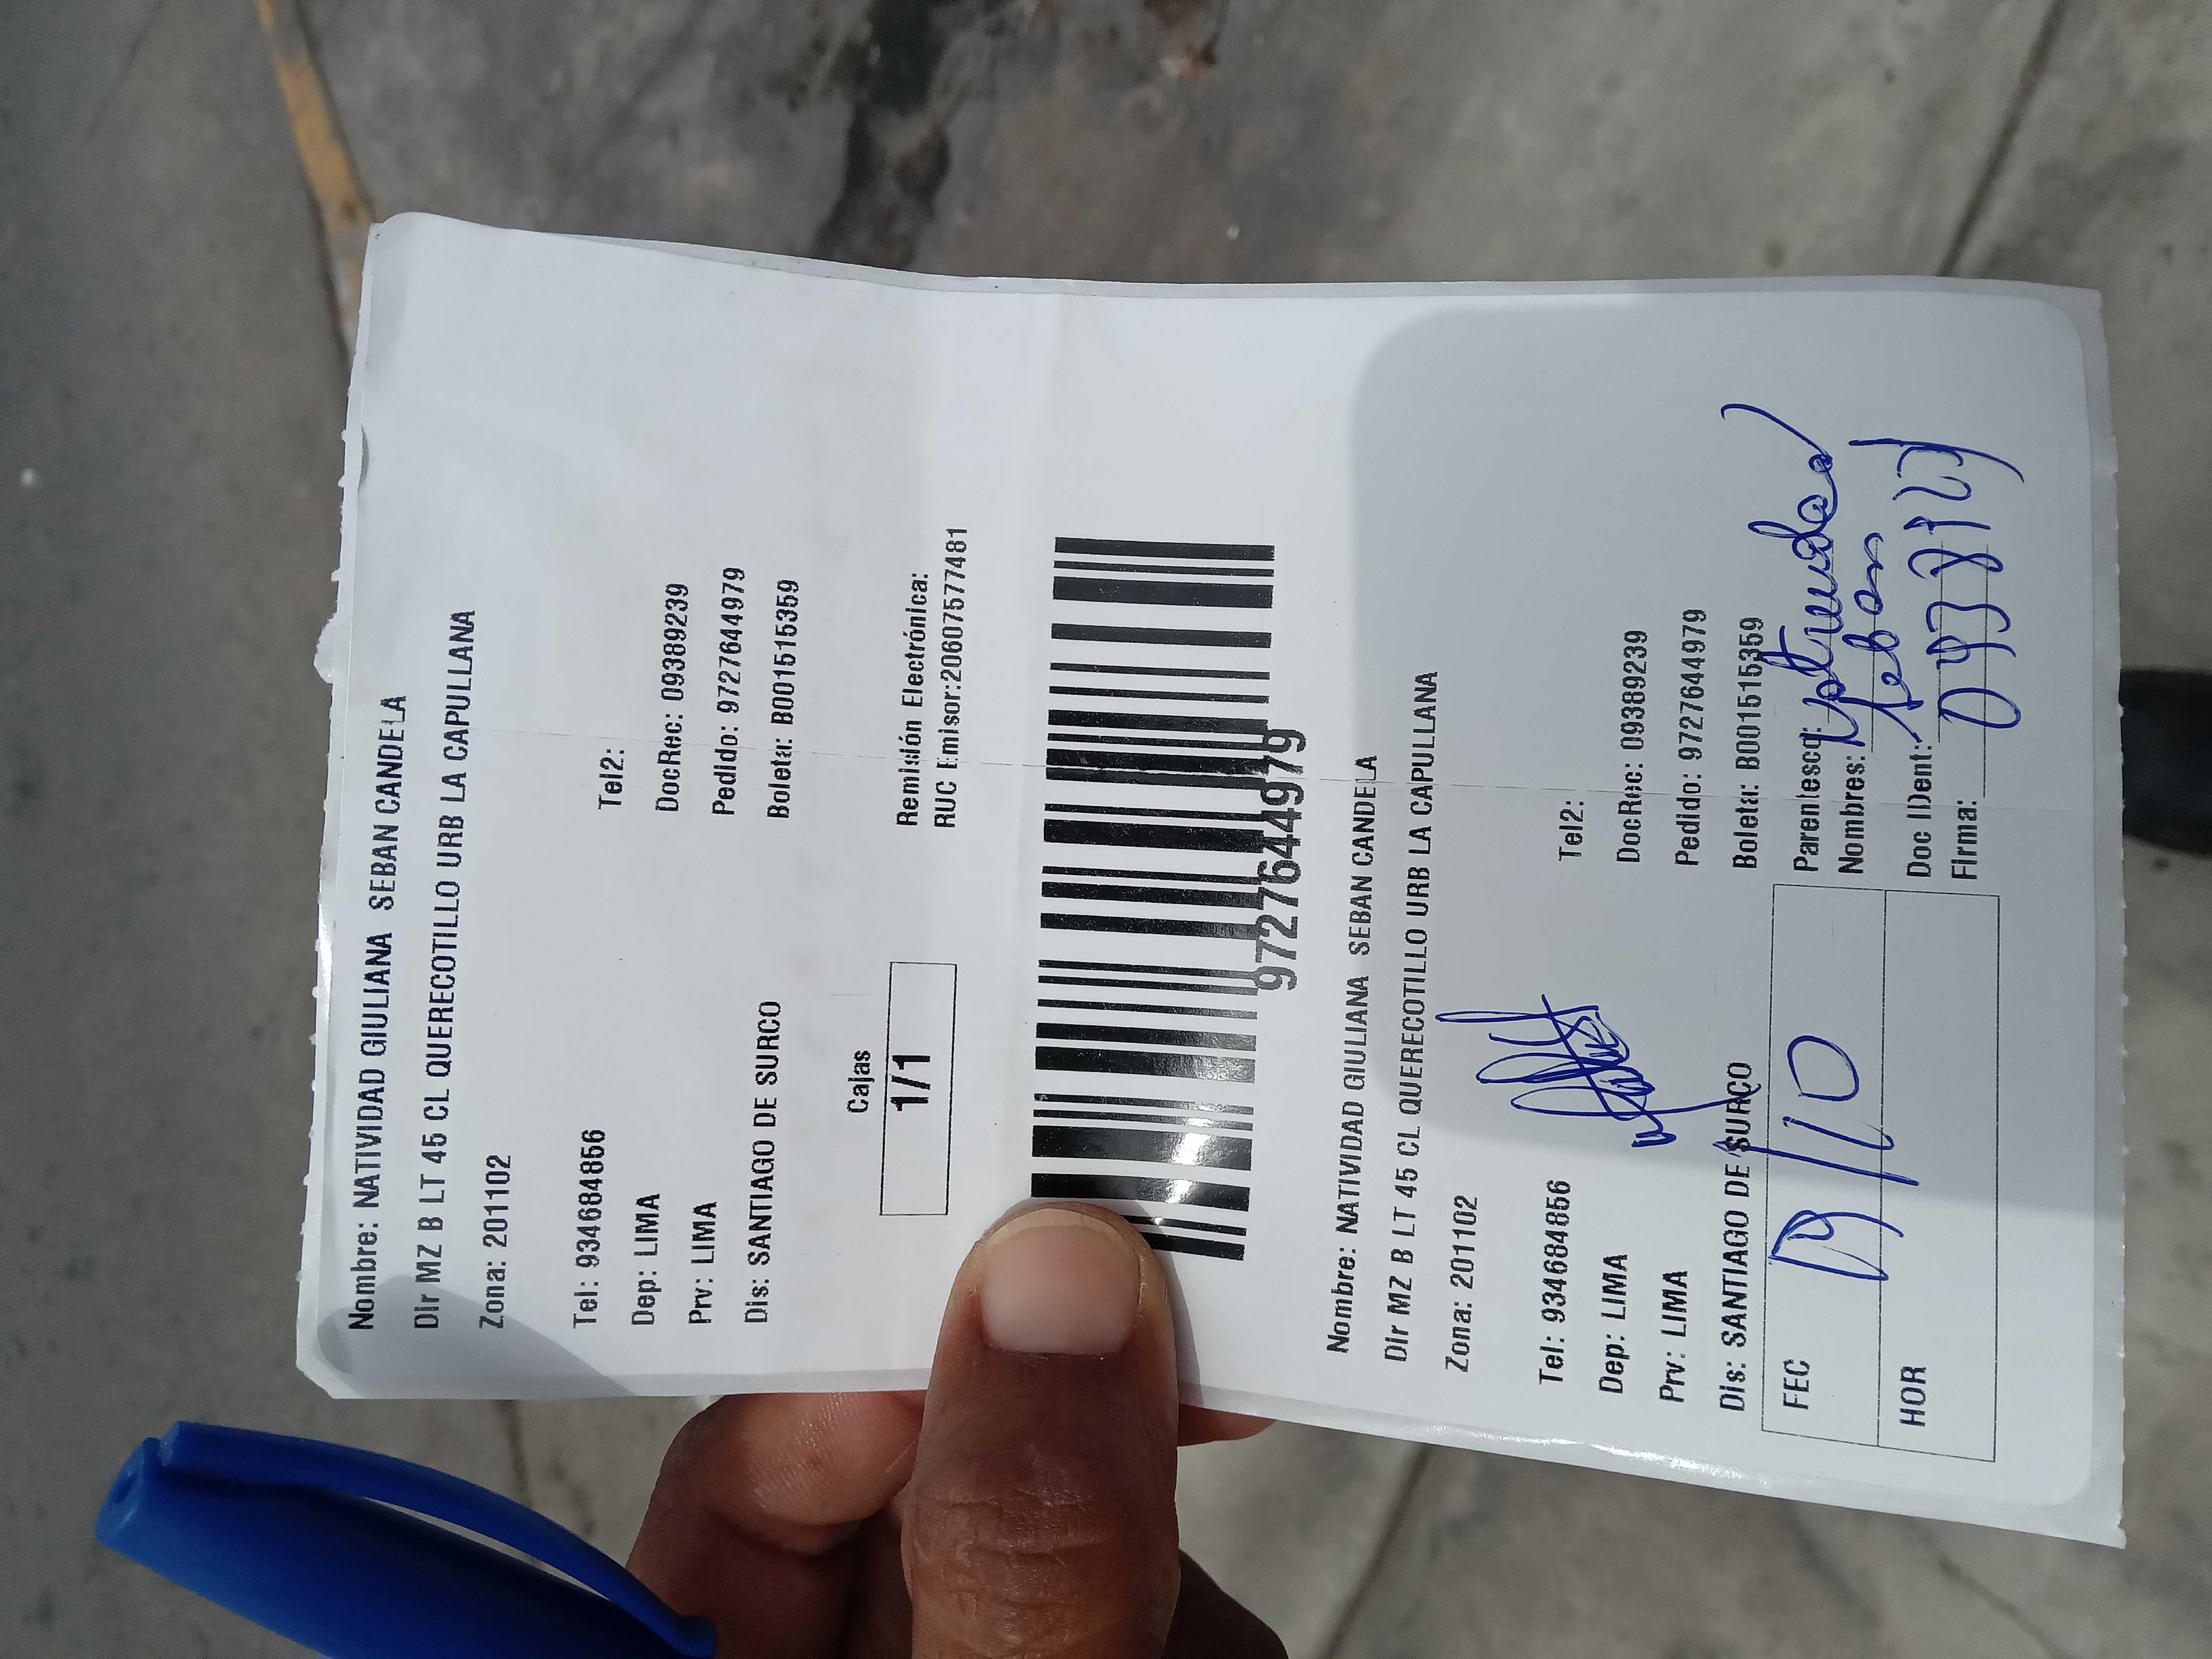 Nombre: NATIVIDAD GIULIANA SEBAN CANDELA
Dir MZ B LT 45 CL QUERECOTILLO URB LA CAPULLANA
Zona: 201102
Tel: 934684856 Tel2:
Dep: LIMA DocRec: 09389239
Prv: LIMA Pedido: 9727644979
Dis: SANTIAGO DE SURCO Boleta: B001515359
Cajas
1/1
Remisión Electrónica:
RUC Emisor:20607577481
9727644979
Nombre: NATIVIDAD GIULIANA SEBAN CANDELA
Dir MZ B LT 45 CL QUERECOTILLO URB LA CAPULLANA
Zona: 201102
Tel: 934684856 Tel2:
Dep: LIMA DocRec: 09389239
Prv: LIMA Pedido: 9727644979
Dis: SANTIAGO DE SURCO Boleta: B001515359
FEC Parentesco:
Nombres: Seban
HOR Doc IDent:
Firma: